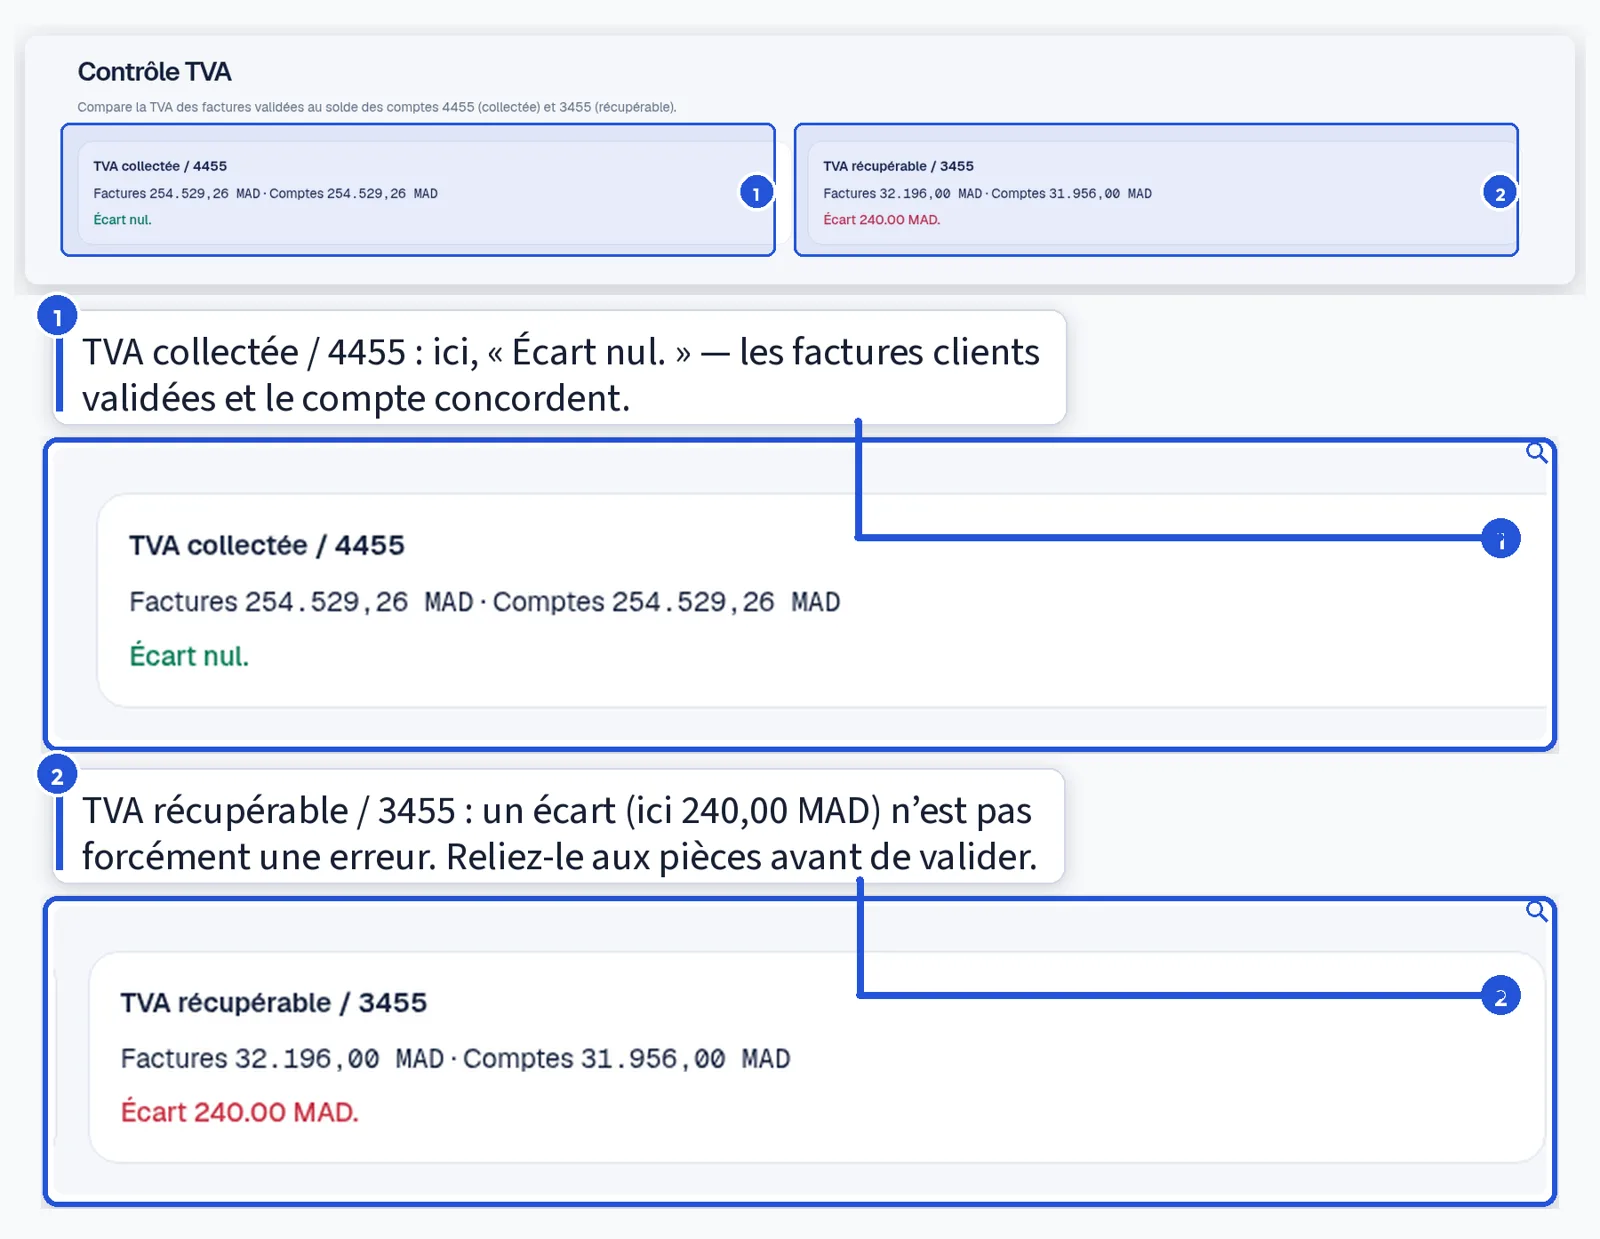 Contrôle TVA
Compare la TVA des factures validées au solde des comptes 4455 (collectée) et 3455 (récupérable).
TVA collectée / 4455
Factures 254.529,26 MAD · Comptes 254.529,26 MAD
Écart nul.
1
TVA récupérable / 3455
Factures 32.196,00 MAD · Comptes 31.956,00 MAD
Écart 240.00 MAD.
2
1
TVA collectée / 4455 : ici, « Écart nul. » — les factures clients
validées et le compte concordent.
TVA collectée / 4455
Factures 254.529,26 MAD · Comptes 254.529,26 MAD
Écart nul.
1
2
TVA récupérable / 3455 : un écart (ici 240,00 MAD) n’est pas
forcément une erreur. Reliez-le aux pièces avant de valider.
TVA récupérable / 3455
Factures 32.196,00 MAD · Comptes 31.956,00 MAD
Écart 240.00 MAD.
2